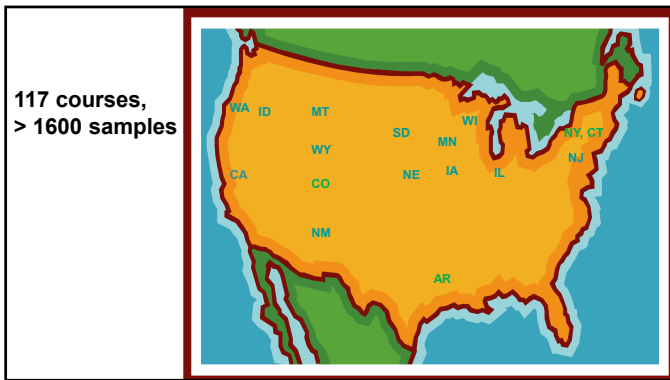 117 courses,
> 1600 samples
WA
ID
MT
WI
SD
MN
NY, CT
WY
NJ
CA
CO
NE
IA
IL
NM
AR